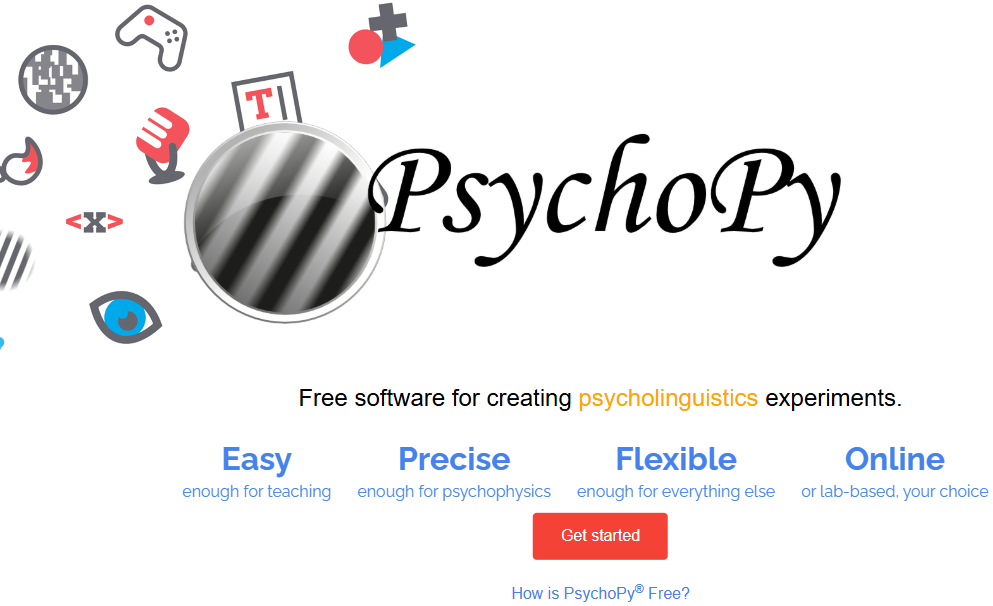 T
<x>
PsychoPy
Free software for creating psycholinguistics experiments.
Easy
enough for teaching
Precise
enough for psychophysics
Flexible
enough for everything else
Online
or lab-based, your choice
Get started
How is PsychoPy® Free?